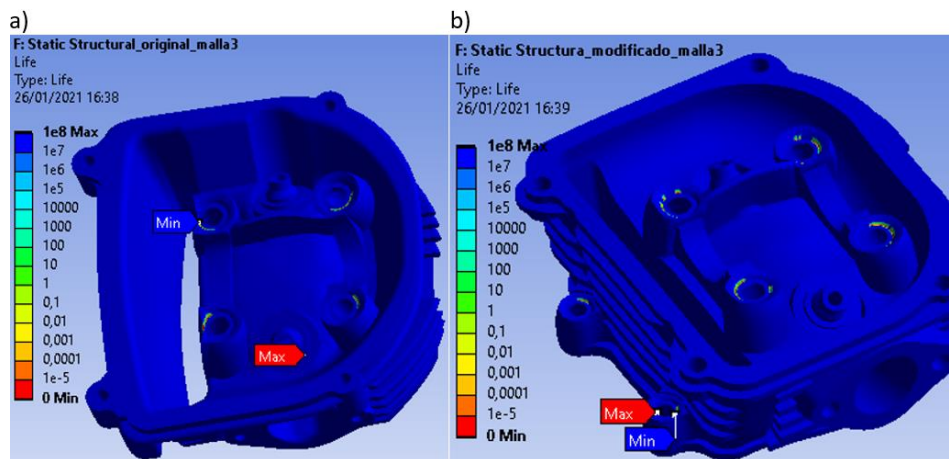 a)
F: Static Structural_original_malla3
Life
Type: Life
26/01/2021 16:38
1e8 Max
1e7
1e6
1e5
10000
1000
100
10
1
0,1
0,01
0,001
0,0001
1e-5
0 Min
Min
Max
b)
F: Static Structura_modificado_malla3
Life
Type: Life
26/01/2021 16:39
1e8 Max
1e7
1e6
1e5
10000
1000
100
10
1
0,1
0,01
0,001
0,0001
1e-5
0 Min
Max
Min